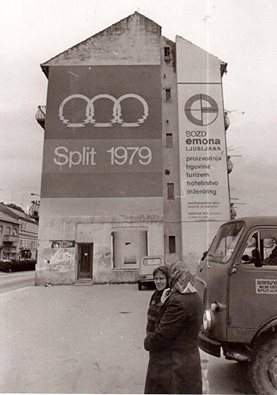 Split 1979
SOZD
emona
LJUBLJANA
proizvodnja
trgovina
turizem
hotelirstvo
inženiring